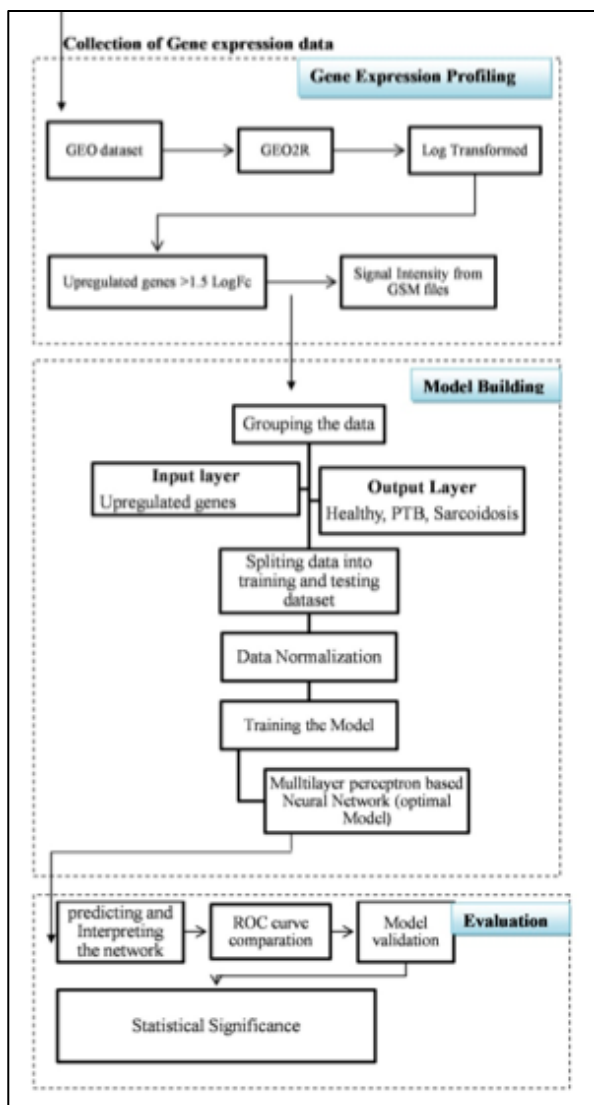 Collection of Gene expression data
Gene Expression Profiling
GEO dataset
GEO2R
Log Transformed
Upregulated genes >1.5 LogFc
Signal Intensity from
GSM files
Model Building
Grouping the data
Input layer
Upregulated genes
Output Layer
Healthy, PTB, Sarcoidosis
Spliting data into
training and testing
dataset
Data Normalization
Training the Model
Mulltilayer perceptron based
Neural Network (optimal
Model)
Evaluation
predicting and
Interpreting
the network
ROC curve
comparation
Model
validation
Statistical Significance